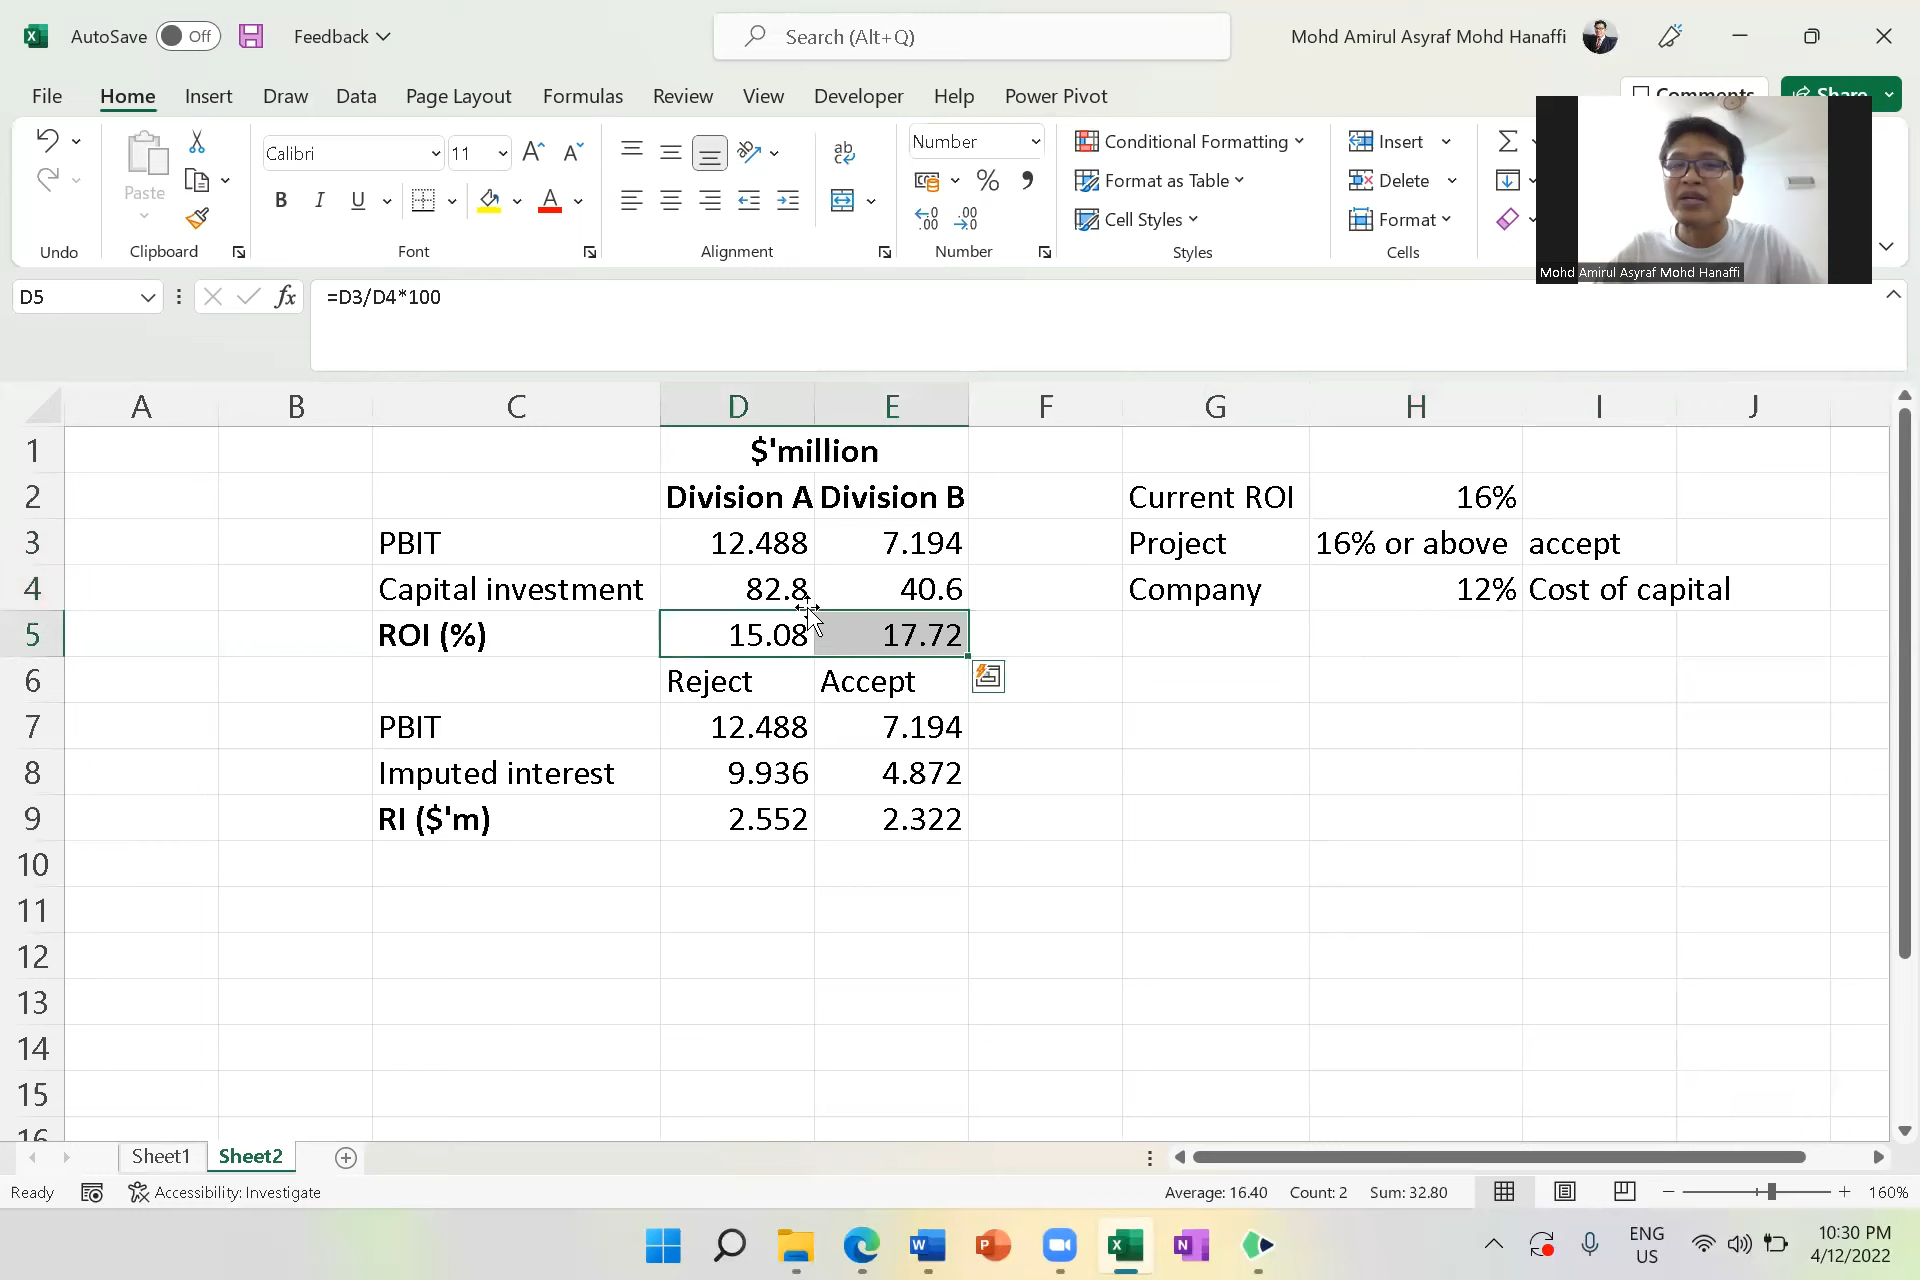 AutoSave Off Feedback Search (Alt+Q) Mohd Amirul Asyraf Mohd Hanaffi
File Home Insert Draw Data Page Layout Formulas Review View Developer Help Power Pivot Comments Share
Calibri 11 ab Number Conditional Formatting Insert
Paste Format as Table Delete
B I U Cell Styles Format
Undo Clipboard Font Alignment Number Styles Cells
Mohd Amirul Asyraf Mohd Hanaffi
D5 fx =D3/D4*100
A B C D E F G H I J
1 $'million
2 Division A Division B Current ROI 16%
3 PBIT 12.488 7.194 Project 16% or above accept
4 Capital investment 82.8 40.6 Company 12% Cost of capital
5 ROI (%) 15.08 17.72
6 Reject Accept
7 PBIT 12.488 7.194
8 Imputed interest 9.936 4.872
9 RI ($'m) 2.552 2.322
10
11
12
13
14
15
16
Sheet1 Sheet2
Ready Accessibility: Investigate Average: 16.40 Count: 2 Sum: 32.80 160%
ENG
US
10:30 PM
4/12/2022